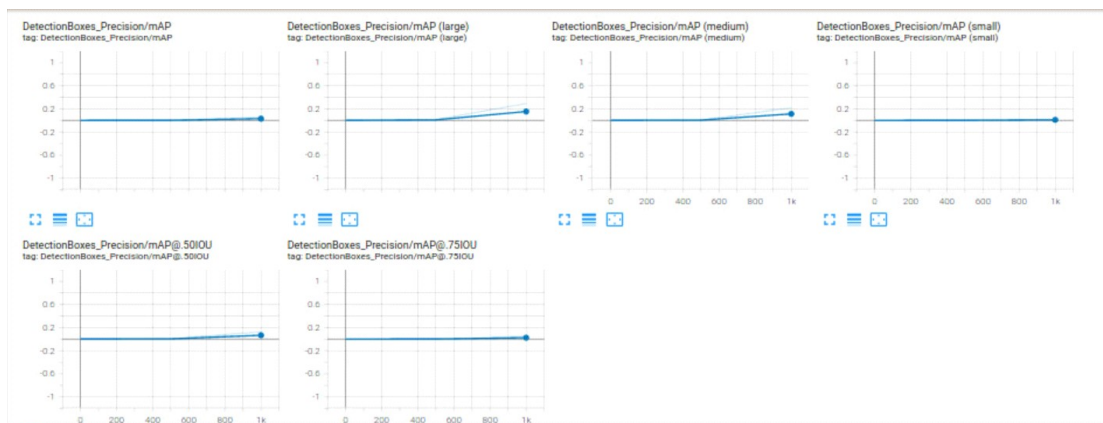 DetectionBoxes_Precision/mAP
tag: DetectionBoxes_Precision/mAP
1
0.6
0.2
-0.2
-0.6
-1
DetectionBoxes_Precision/mAP (large)
tag: DetectionBoxes_Precision/mAP (large)
1
0.6
0.2
-0.2
-0.6
-1
DetectionBoxes_Precision/mAP (medium)
tag: DetectionBoxes_Precision/mAP (medium)
1
0.6
0.2
-0.2
-0.6
-1
0 200 400 600 800 1k
DetectionBoxes_Precision/mAP (small)
tag: DetectionBoxes_Precision/mAP (small)
1
0.6
0.2
-0.2
-0.6
-1
0 200 400 600 800 1k
DetectionBoxes_Precision/mAP@.50IOU
tag: DetectionBoxes_Precision/mAP@.50IOU
1
0.6
0.2
-0.2
-0.6
-1
0 200 400 600 800 1k
DetectionBoxes_Precision/mAP@.75IOU
tag: DetectionBoxes_Precision/mAP@.75IOU
1
0.6
0.2
-0.2
-0.6
-1
0 200 400 600 800 1k